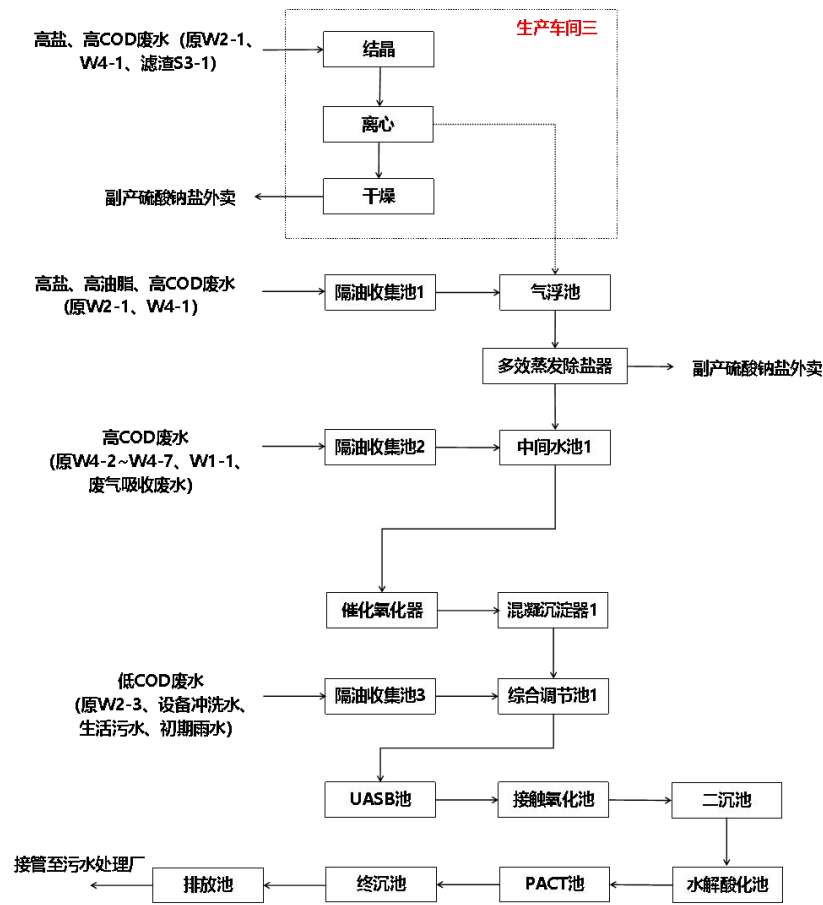 生产车间三
高盐、高COD废水（原W2-1、
W4-1、滤渣S3-1）
结晶
离心
干燥
副产硫酸钠盐外卖
高盐、高油脂、高COD废水
（原W2-1、W4-1）
隔油收集池1
气浮池
多效蒸发除盐器
副产硫酸钠盐外卖
高COD废水
（原W4-2~W4-7、W1-1、
废气吸收废水）
隔油收集池2
中间水池1
催化氧化器
混凝沉淀器1
低COD废水
（原W2-3、设备冲洗水、
生活污水、初期雨水）
隔油收集池3
综合调节池1
UASB池
接触氧化池
二沉池
水解酸化池
PACT池
终沉池
排放池
接管至污水处理厂